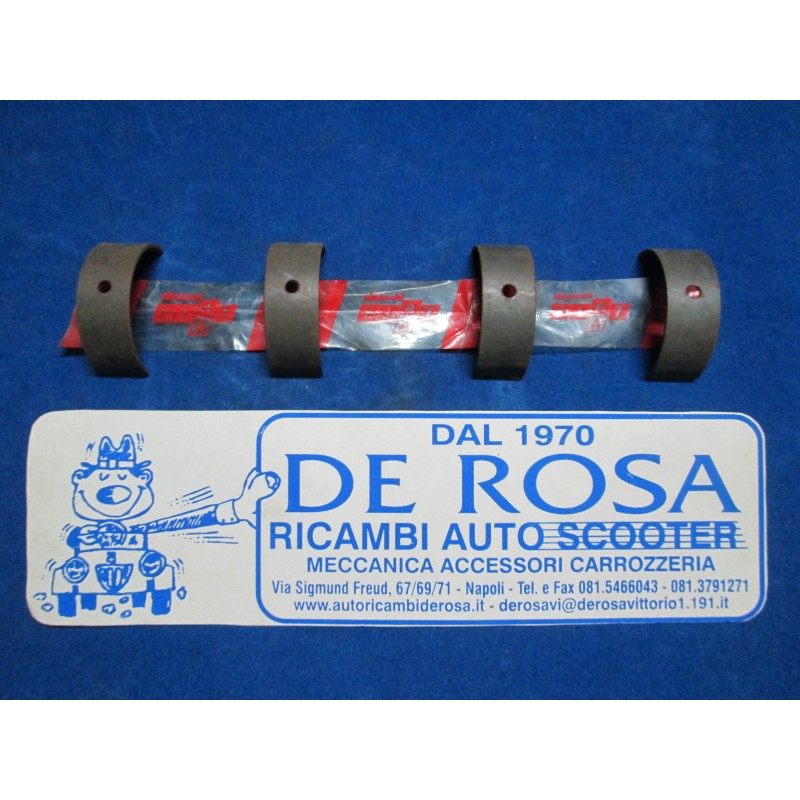 DAL 1970
DE ROSA
RICAMBI AUTO SCOOTER
MECCANICA ACCESSORI CARROZZERIA
Via Sigmund Freud, 67/69/71 - Napoli - Tel. e Fax 081.5466043 - 081.3791271
www.autoricambiderosa.it - derosavi@derosavittorio1.191.it